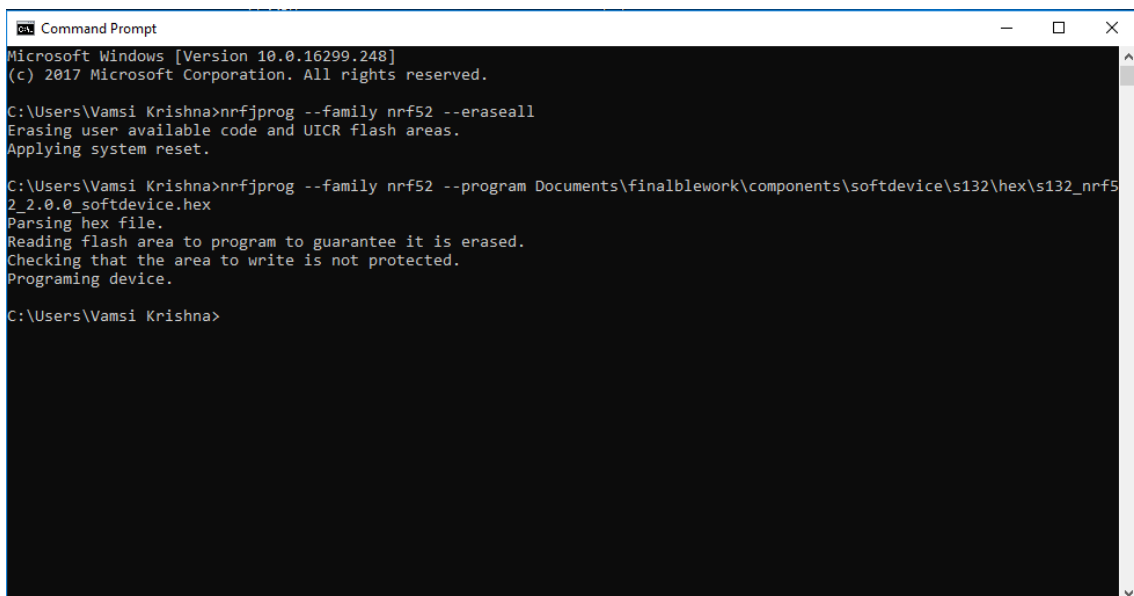 Command Prompt
Microsoft Windows [Version 10.0.16299.248]
(c) 2017 Microsoft Corporation. All rights reserved.
C:\Users\Vamsi Krishna>nrfjprog --family nrf52 --eraseall
Erasing user available code and UICR flash areas.
Applying system reset.
C:\Users\Vamsi Krishna>nrfjprog --family nrf52 --program Documents\finalblework\components\softdevice\s132\hex\s132_nrf5
2_2.0.0_softdevice.hex
Parsing hex file.
Reading flash area to program to guarantee it is erased.
Checking that the area to write is not protected.
Programing device.
C:\Users\Vamsi Krishna>